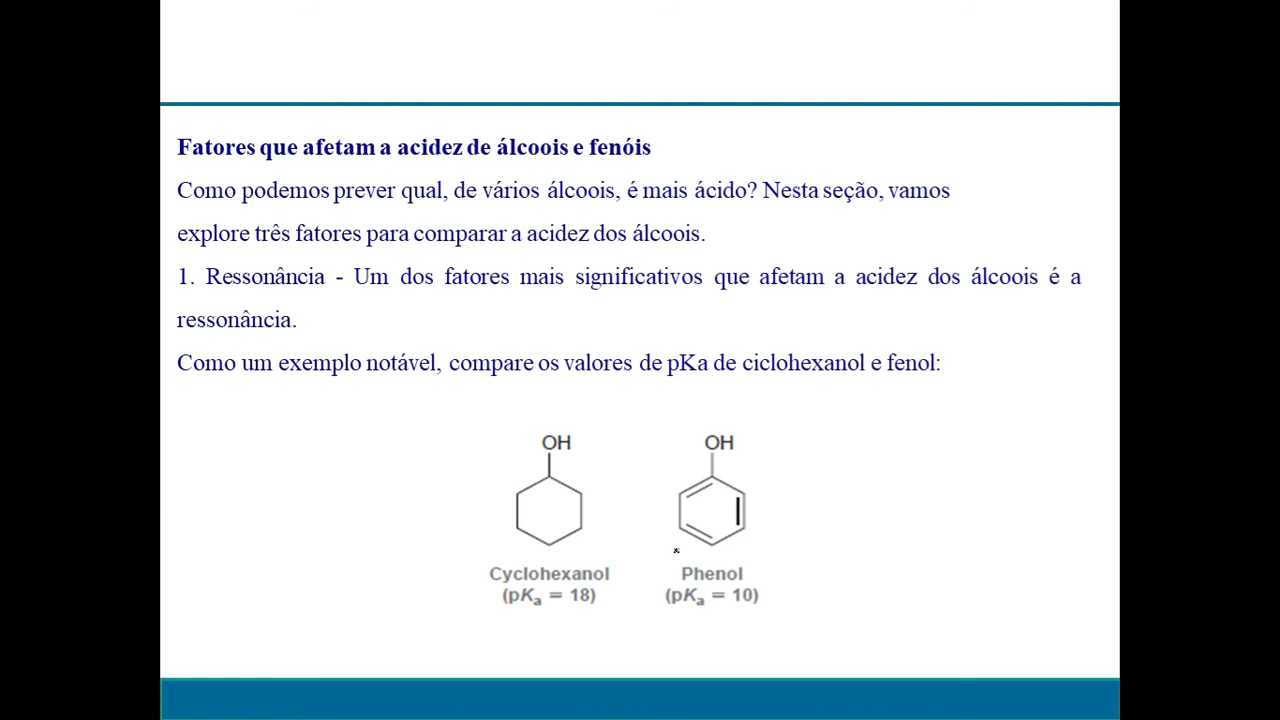 Fatores que afetam a acidez de álcoois e fenóis
Como podemos prever qual, de vários álcoois, é mais ácido? Nesta seção, vamos
explore três fatores para comparar a acidez dos álcoois.
1. Ressonância - Um dos fatores mais significativos que afetam a acidez dos álcoois é a
ressonância.
Como um exemplo notável, compare os valores de pKa de ciclohexanol e fenol:
OH
Cyclohexanol
(pKa = 18)
OH
Phenol
(pKa = 10)